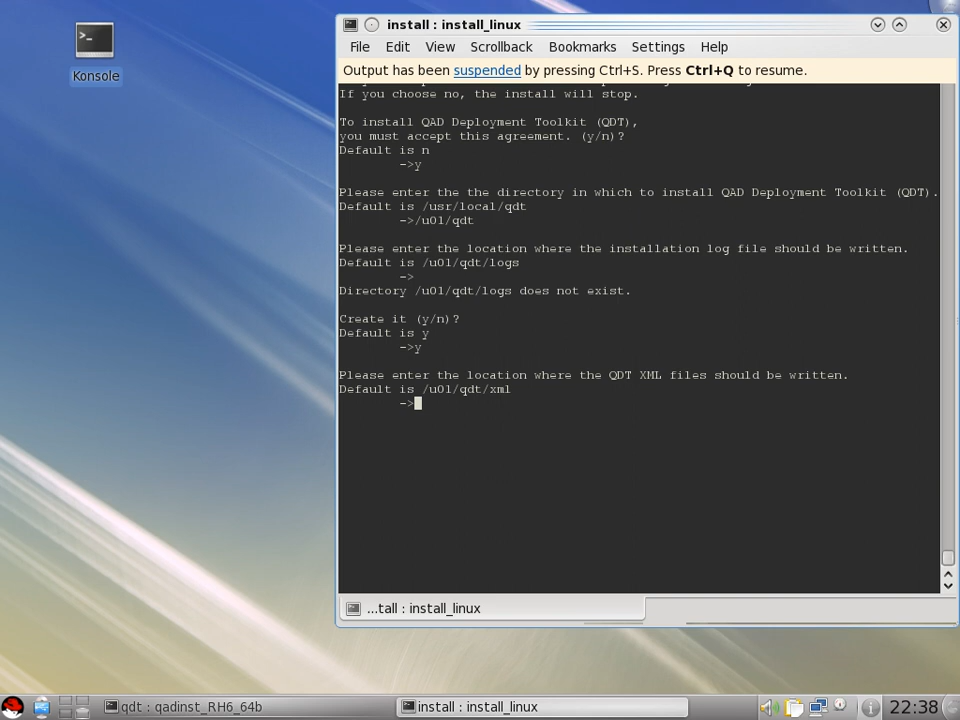 install : install_linux
File Edit View Scrollback Bookmarks Settings Help
Output has been suspended by pressing Ctrl+S. Press Ctrl+Q to resume.
If you choose no, the install will stop.
To install QAD Deployment Toolkit (QDT),
you must accept this agreement. (y/n)?
Default is n
->y
Please enter the the directory in which to install QAD Deployment Toolkit (QDT).
Default is /usr/local/qdt
->/u01/qdt
Please enter the location where the installation log file should be written.
Default is /u01/qdt/logs
->
Directory /u01/qdt/logs does not exist.
Create it (y/n)?
Default is y
->y
Please enter the location where the QDT XML files should be written.
Default is /u01/qdt/xml
->
...tall : install_linux
Konsole
qdt : qadinst_RH6_64b
install : install_linux
22:38